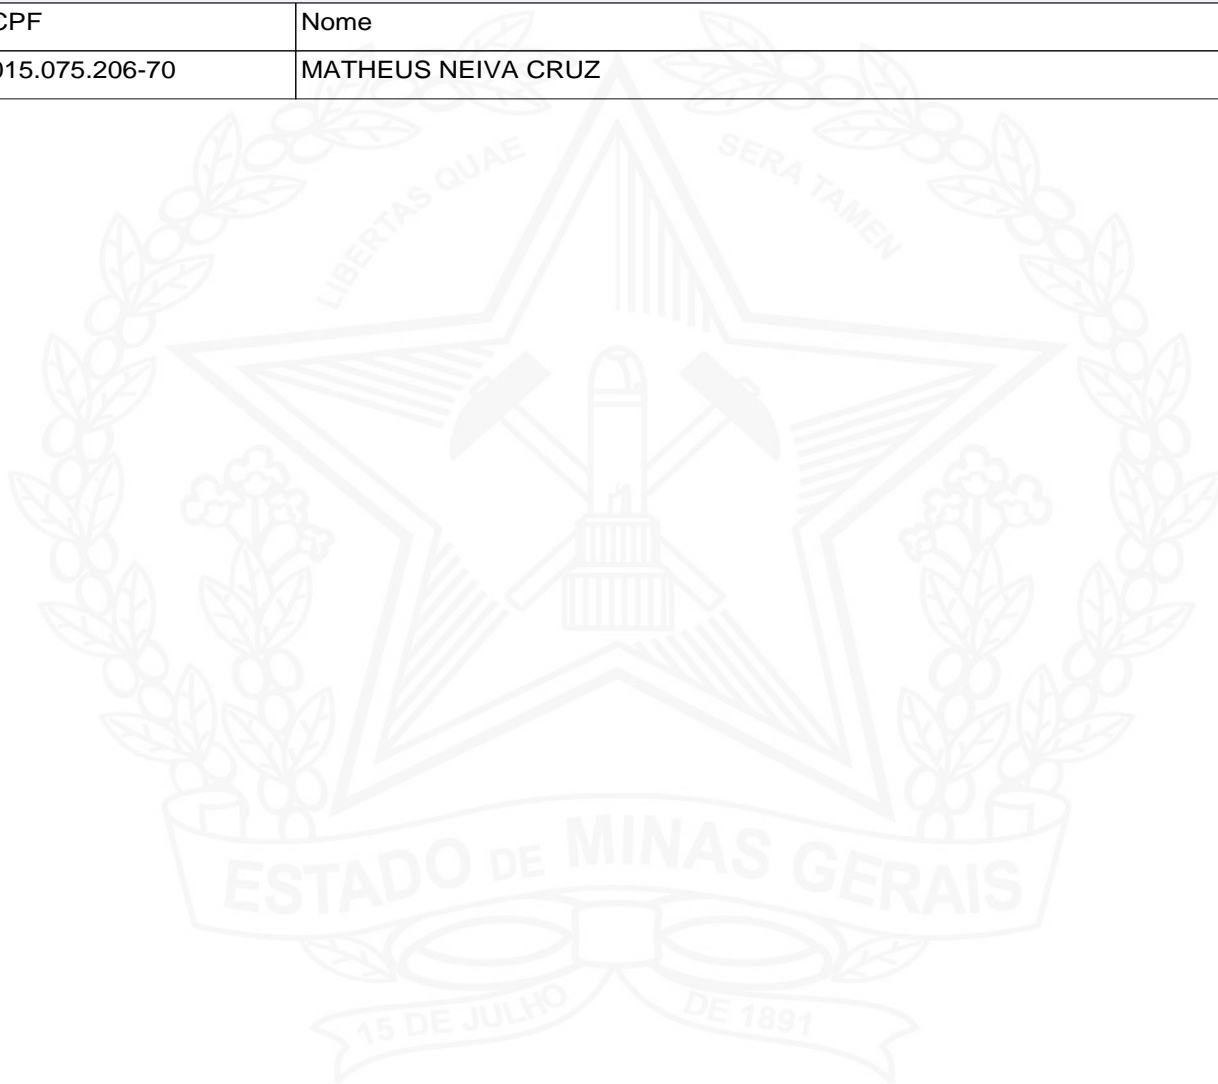 CPF Nome
015.075.206-70 MATHEUS NEIVA CRUZ
LIBERTAS QUAE SERA TAMEN
ESTADO DE MINAS GERAIS
15 DE JULHO DE 1891